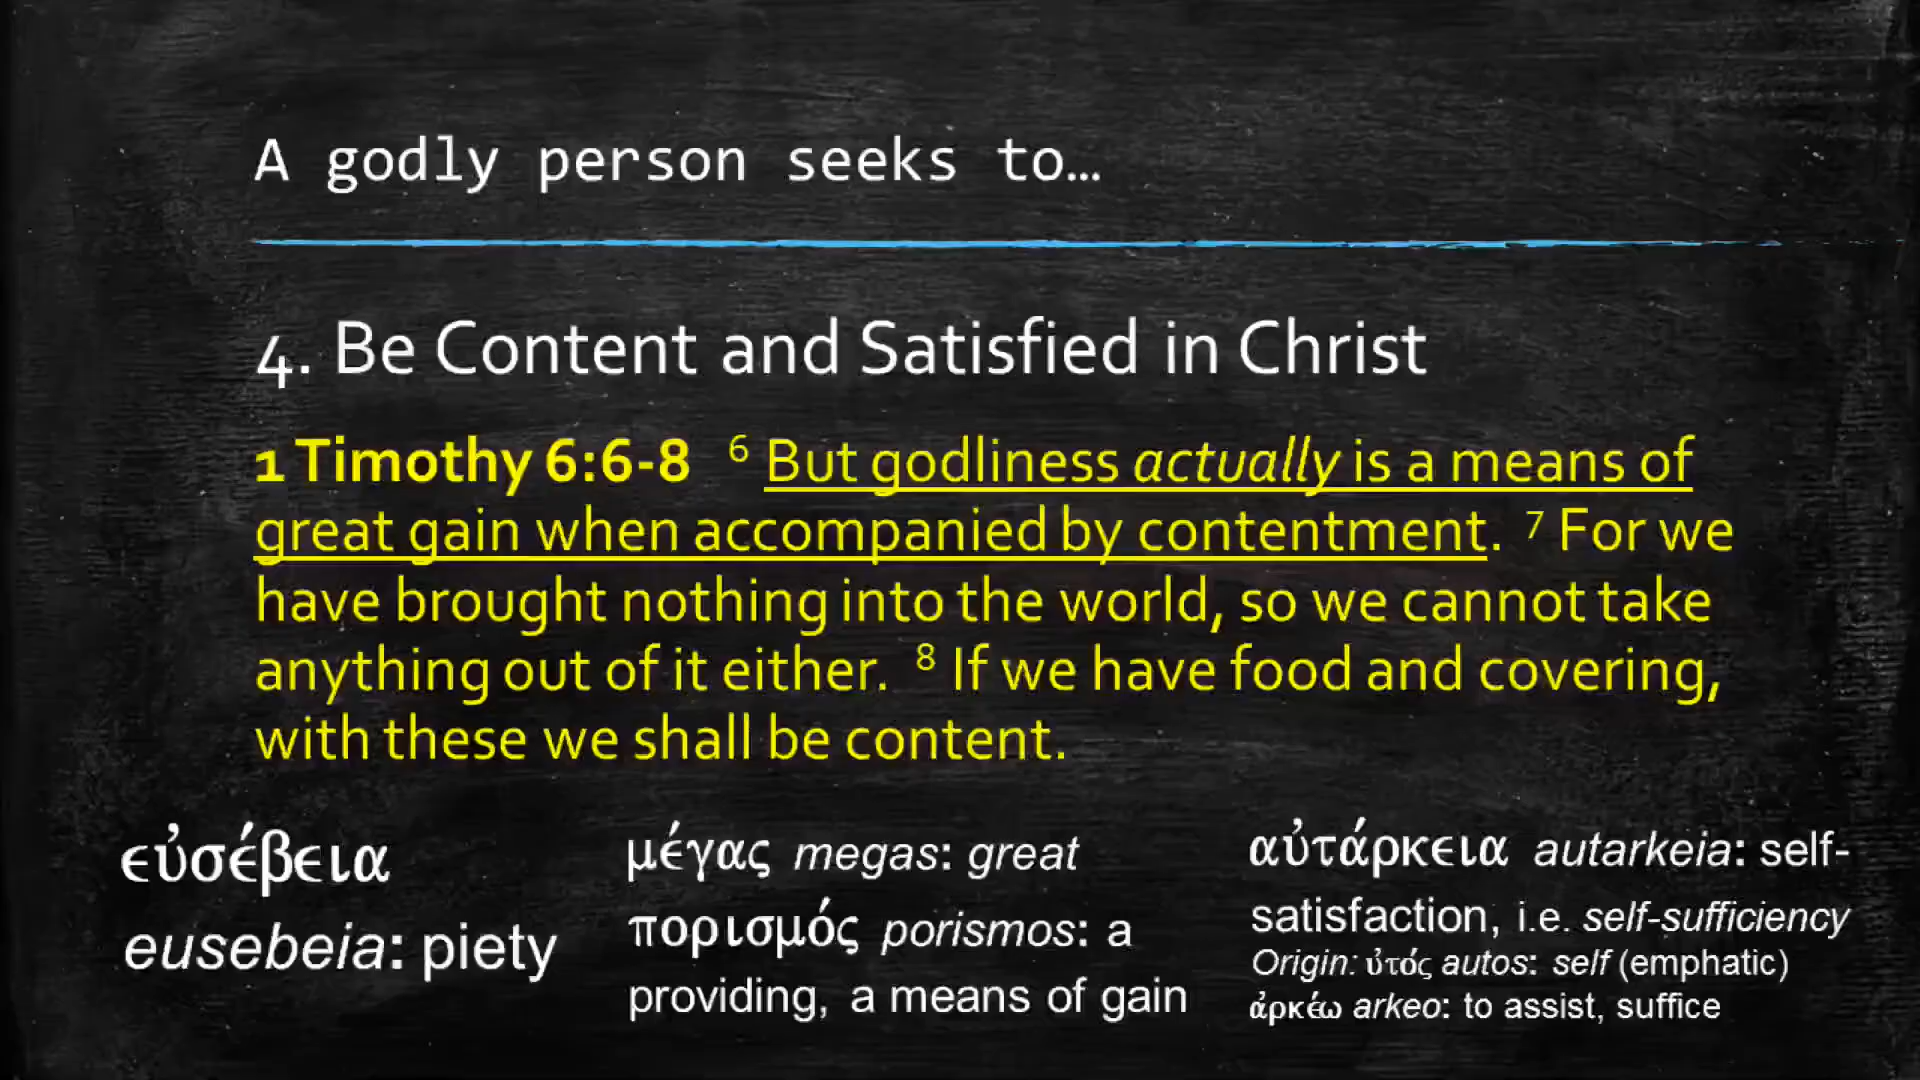 A godly person seeks to…
4. Be Content and Satisfied in Christ
1 Timothy 6:6-8 6 But godliness actually is a means of
great gain when accompanied by contentment. 7 For we
have brought nothing into the world, so we cannot take
anything out of it either. 8 If we have food and covering,
with these we shall be content.
εὐσέβεια
eusebeia: piety
μέγας megas: great
πορισμός porismos: a
providing, a means of gain
αὐτάρκεια autarkeia: self-
satisfaction, i.e. self-sufficiency
Origin: ὐτός autos: self (emphatic)
ἀρκέω arkeo: to assist, suffice